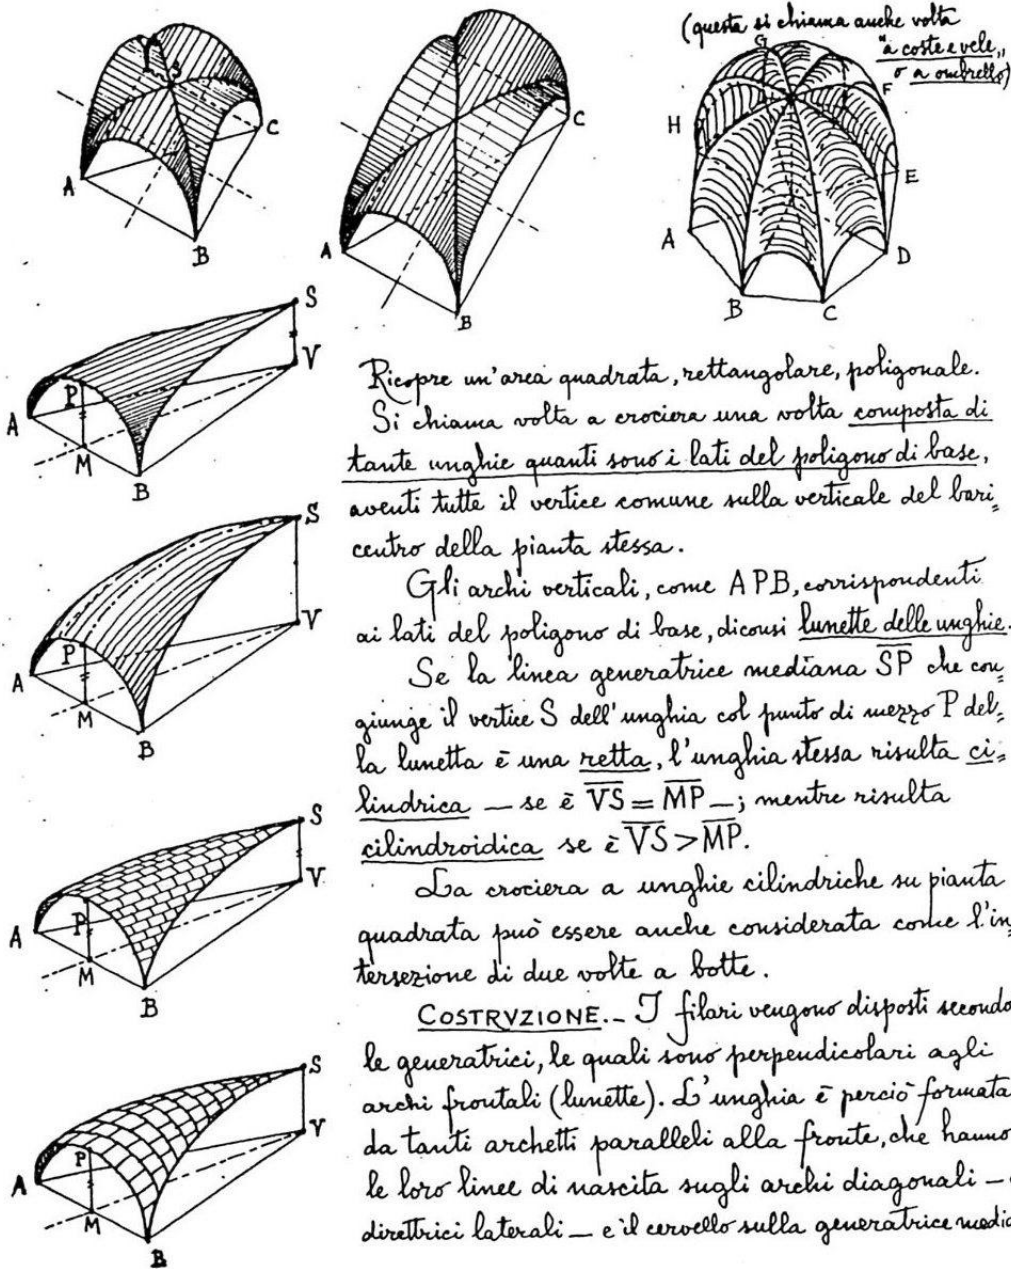 (questa si chiama anche volta
"a coste e vele„
o a ombrello)
S
A
B
C
A
B
C
G
F
H
E
A
D
B
C
S
P
V
A
M
B
S
P
V
A
M
B
S
P
V
A
M
B
S
P
V
A
M
B
Ricopre un'area quadrata, rettangolare, poligonale.
Si chiama volta a crociera una volta composta di
tante unghie quanti sono i lati del poligono di base,
aventi tutte il vertice comune sulla verticale del bari=
centro della pianta stessa.
Gli archi verticali, come APB, corrispondenti
ai lati del poligono di base, diconsi lunette delle unghie.
Se la linea generatrice mediana S̅P̅ che con=
giunge il vertice S dell'unghia col punto di mezzo P del=
la lunetta è una retta, l'unghia stessa risulta ci=
lindrica — se è V̅S̅ = M̅P̅ —; mentre risulta
cilindroidica se è V̅S̅ > M̅P̅.
La crociera a unghie cilindriche su pianta
quadrata può essere anche considerata come l'in=
tersezione di due volte a botte.
COSTRVZIONE.- I filari vengono disposti secondo
le generatrici, le quali sono perpendicolari agli
archi frontali (lunette). L'unghia è perciò formata
da tanti archetti paralleli alla fronte, che hanno
le loro linee di nascita sugli archi diagonali —
direttrici laterali — e il cervello sulla generatrice media